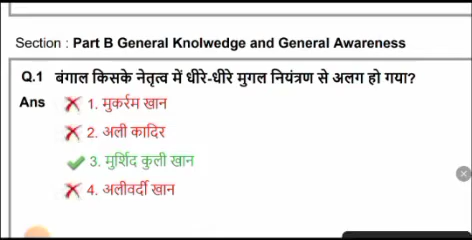 Section : Part B General Knolwedge and General Awareness
Q.1 बंगाल किसके नेतृत्व में धीरे-धीरे मुगल नियंत्रण से अलग हो गया?
Ans 1. मुकर्रम खान
2. अली कादिर
3. मुर्शिद कुली खान
4. अलीवर्दी खान